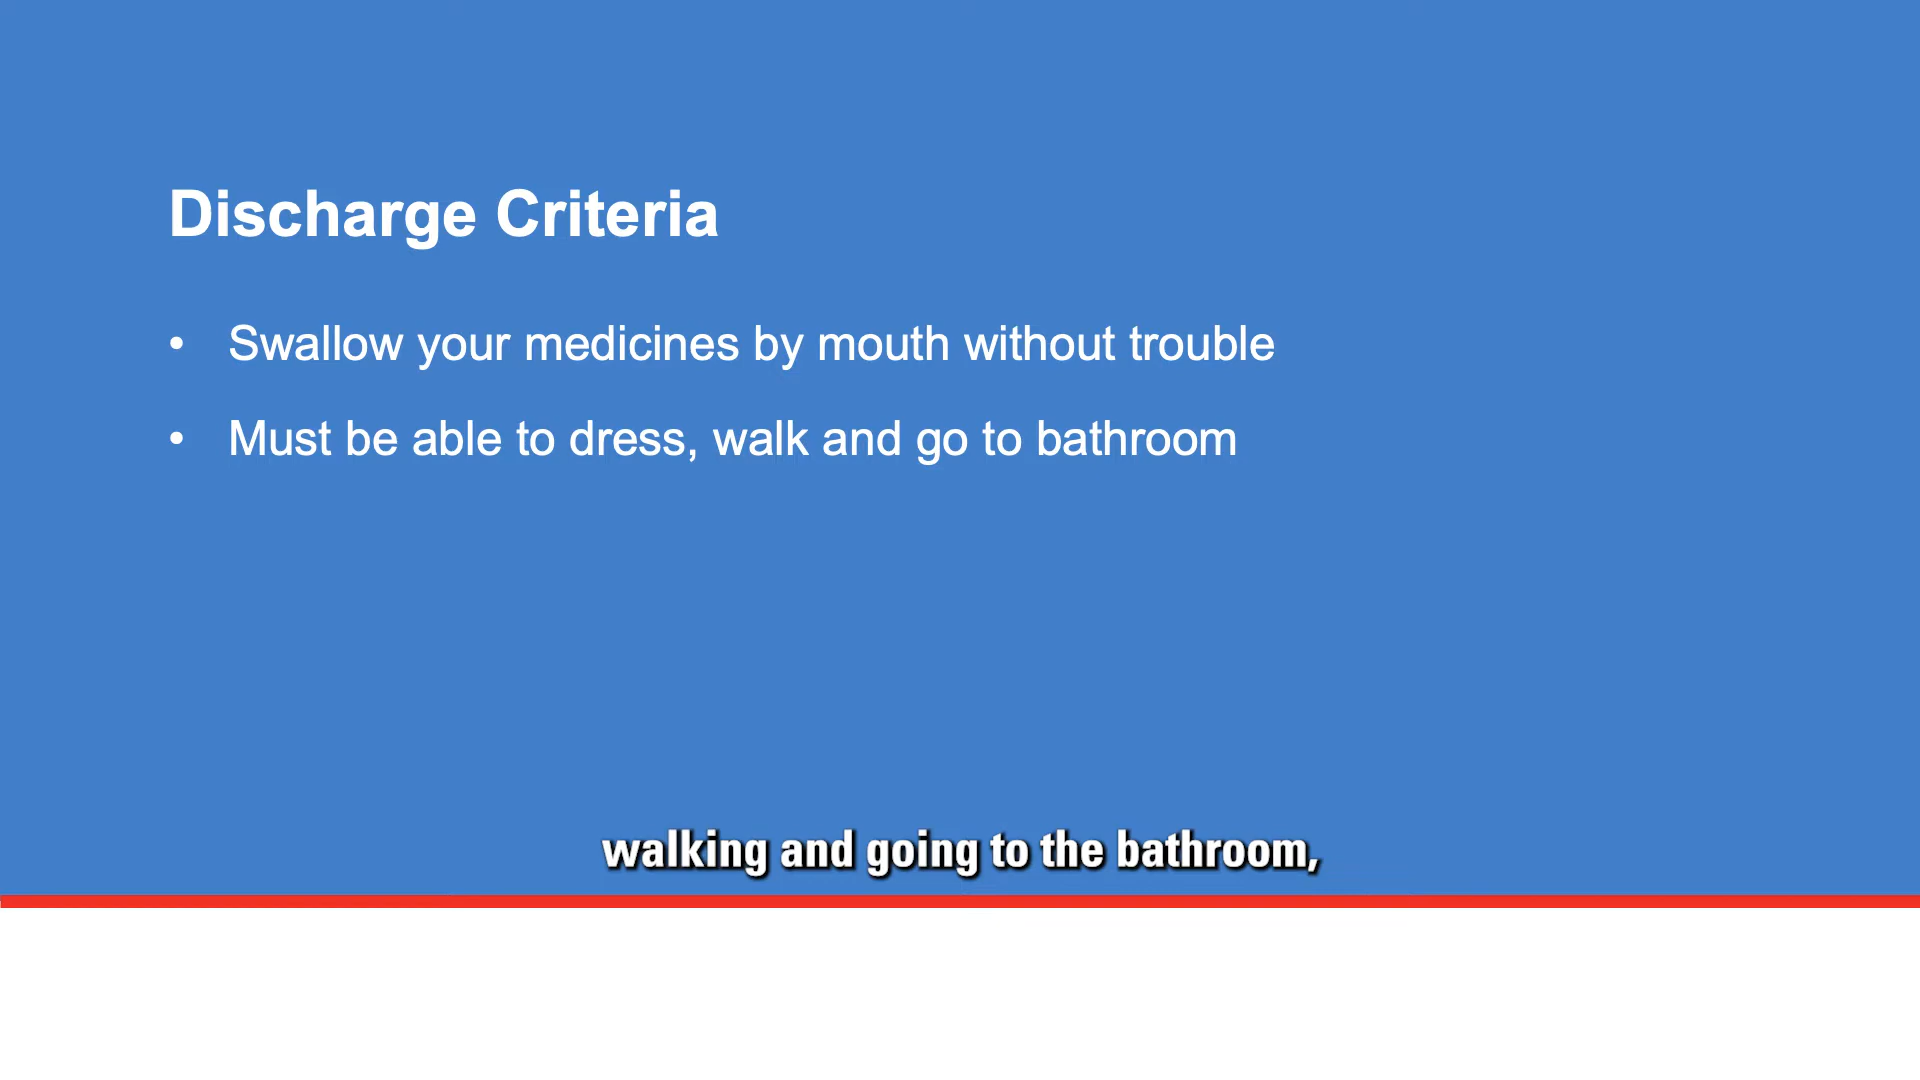 Discharge Criteria
• Swallow your medicines by mouth without trouble
• Must be able to dress, walk and go to bathroom
walking and going to the bathroom,